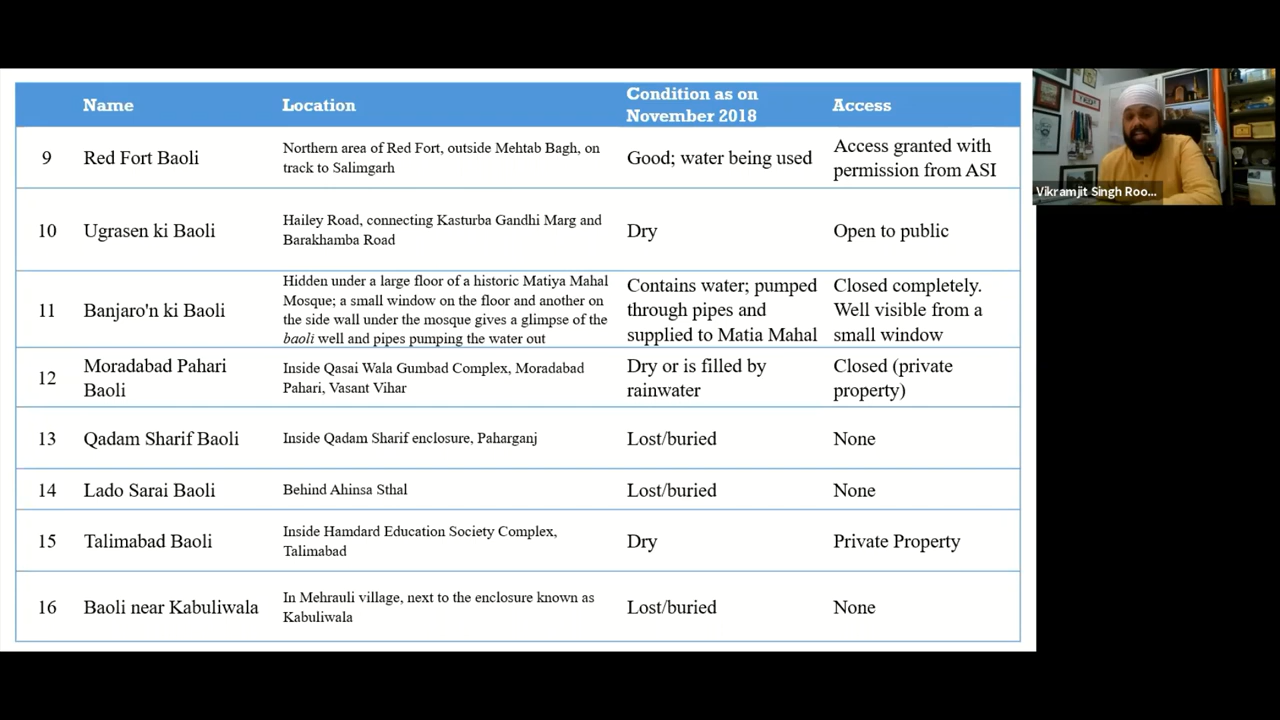 Name Location Condition as on
November 2018 Access
9 Red Fort Baoli Northern area of Red Fort, outside Mehtab Bagh, on
track to Salimgarh Good; water being used Access granted with
permission from ASI
10 Ugrasen ki Baoli Hailey Road, connecting Kasturba Gandhi Marg and
Barakhamba Road Dry Open to public
11 Banjaro'n ki Baoli Hidden under a large floor of a historic Matiya Mahal
Mosque; a small window on the floor and another on
the side wall under the mosque gives a glimpse of the
baoli well and pipes pumping the water out
Contains water; pumped
through pipes and
supplied to Matia Mahal
Closed completely.
Well visible from a
small window
12 Moradabad Pahari
Baoli
Inside Qasai Wala Gumbad Complex, Moradabad
Pahari, Vasant Vihar
Dry or is filled by
rainwater
Closed (private
property)
13 Qadam Sharif Baoli Inside Qadam Sharif enclosure, Paharganj Lost/buried None
14 Lado Sarai Baoli Behind Ahinsa Sthal Lost/buried None
15 Talimabad Baoli Inside Hamdard Education Society Complex,
Talimabad Dry Private Property
16 Baoli near Kabuliwala In Mehrauli village, next to the enclosure known as
Kabuliwala Lost/buried None
Vikramjit Singh Roo...